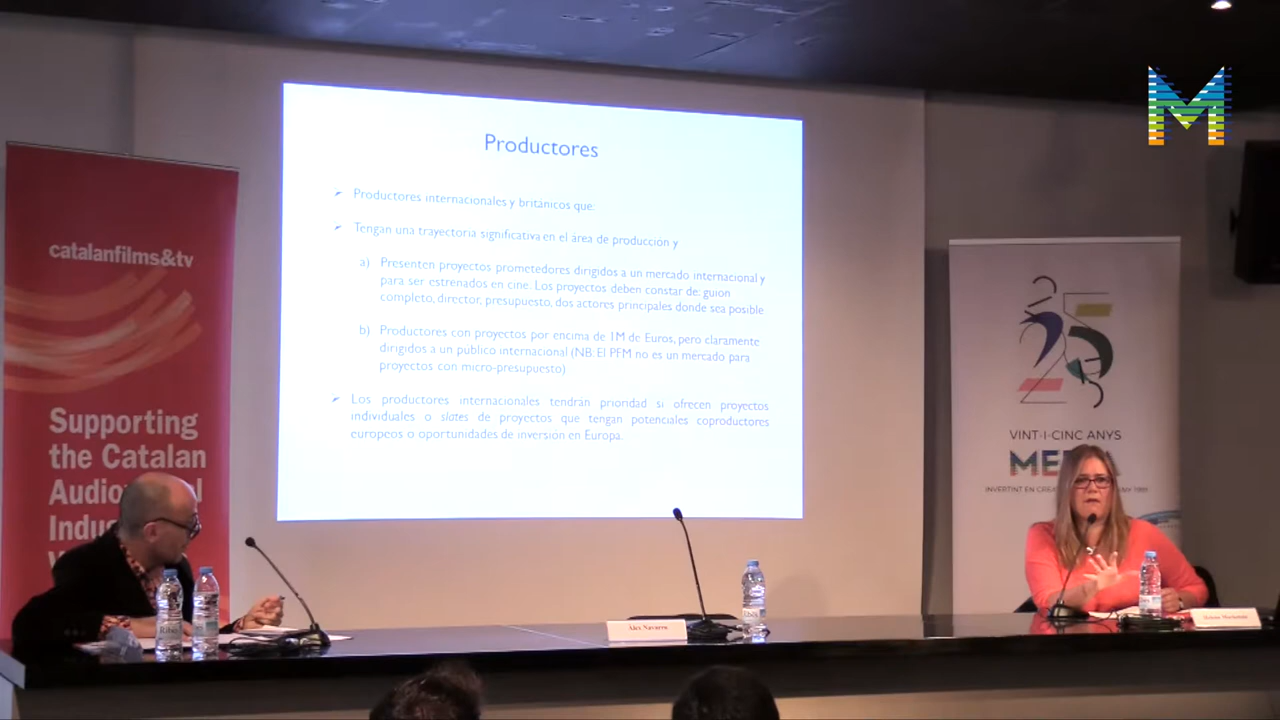 M
Productores
Productores internacionales y británicos que:
Tengan una trayectoria significativa en el área de producción y
a) Presenten proyectos prometedores dirigidos a un mercado internacional y
para ser estrenados en cine. Los proyectos deben constar de: guion
completo, director, presupuesto, dos actores principales donde sea posible
b) Productores con proyectos por encima de 1M de Euros, pero claramente
dirigidos a un publico internacional (NB: El PFM no es un mercado para
proyectos con micro-presupuesto)
Los productores internacionales tendrán prioridad si ofrecen proyectos
individuales o slates de proyectos que tengan potenciales coproductores
europeos o oportunidades de inversión en Europa.
catalanfilms&tv
Supporting
the Catalan
25
VINT-I-CINC ANYS
INVERTINT EN
Àlex Navarro